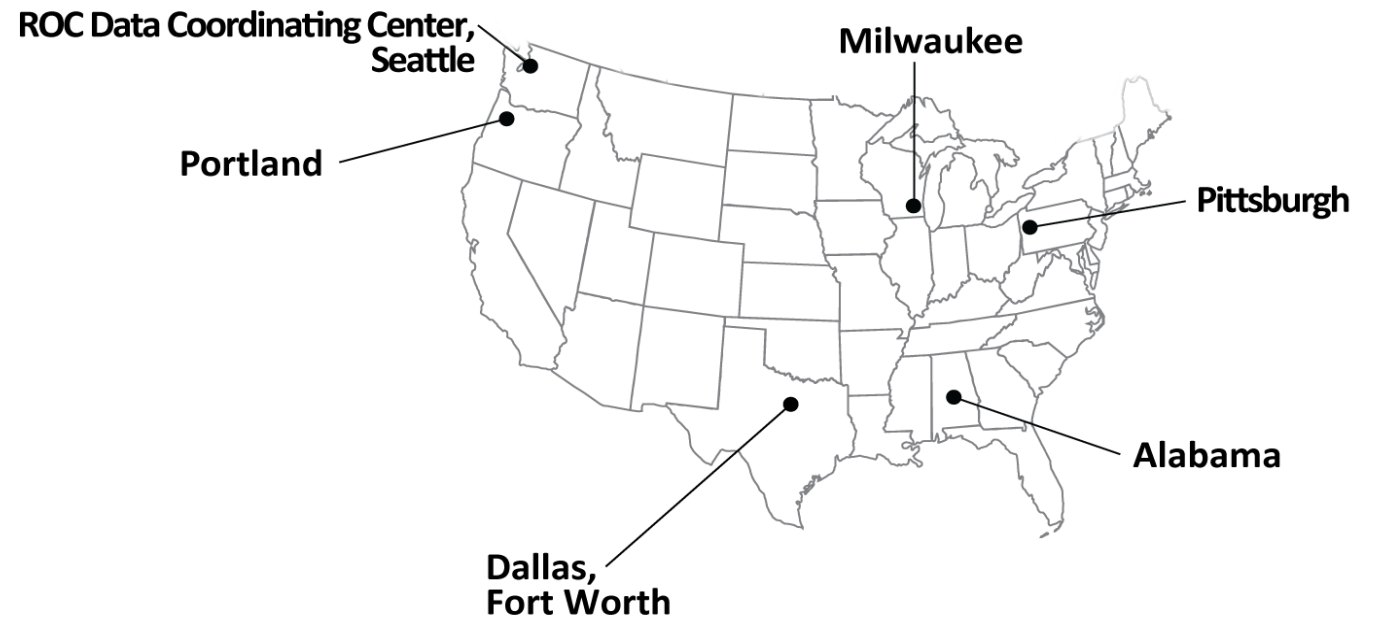 ROC Data Coordinating Center,
Seattle
Milwaukee
Portland
Pittsburgh
Alabama
Dallas,
Fort Worth